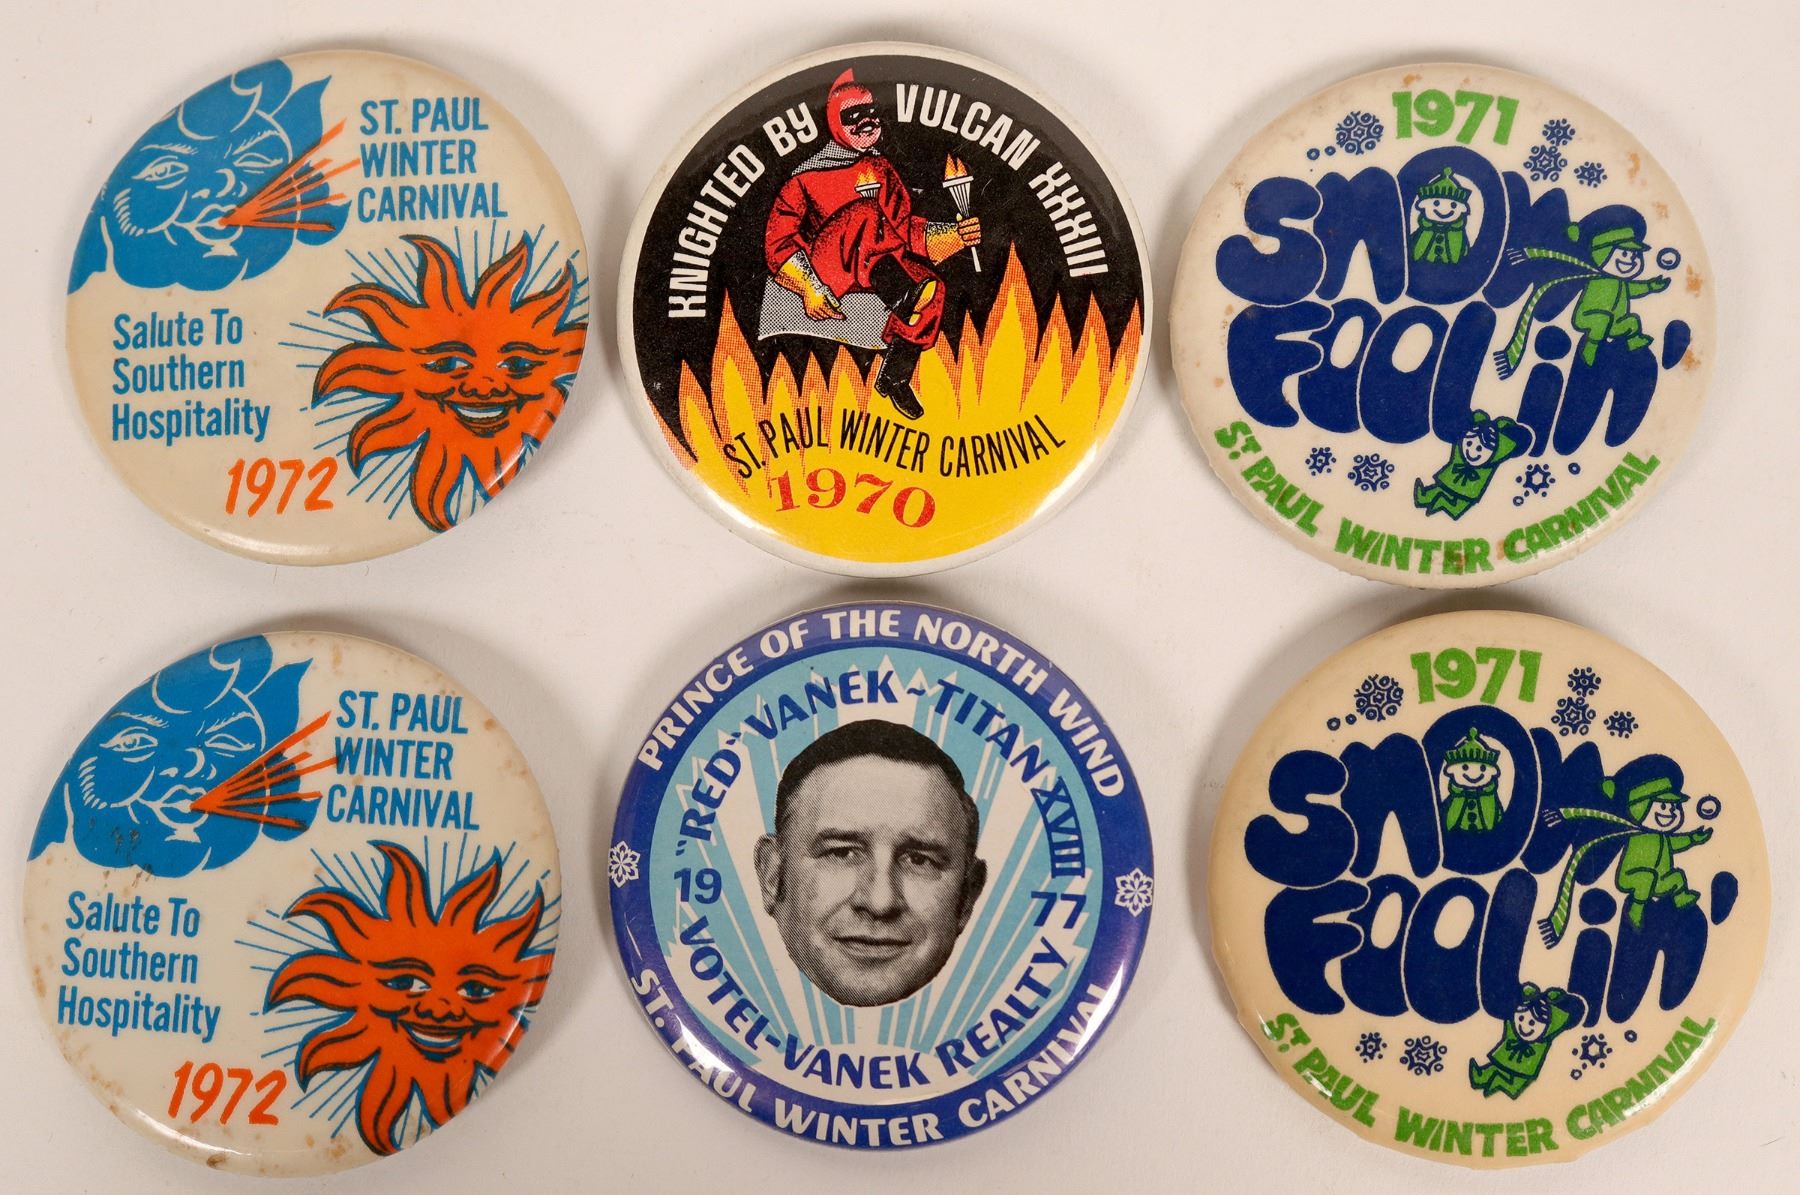 ST. PAUL
WINTER
CARNIVAL
Salute To
Southern
Hospitality
1972
KNIGHTED BY VULCAN XXXIII
ST. PAUL WINTER CARNIVAL
1970
1971
SNOW
FOOLin'
ST. PAUL WINTER CARNIVAL
ST. PAUL
WINTER
CARNIVAL
Salute To
Southern
Hospitality
1972
PRINCE OF THE NORTH WIND
"RED" VANEK ~ TITAN XVIII
19 77
VOTEL-VANEK REALTY
ST. PAUL WINTER CARNIVAL
1971
SNOW
FOOLin'
ST. PAUL WINTER CARNIVAL